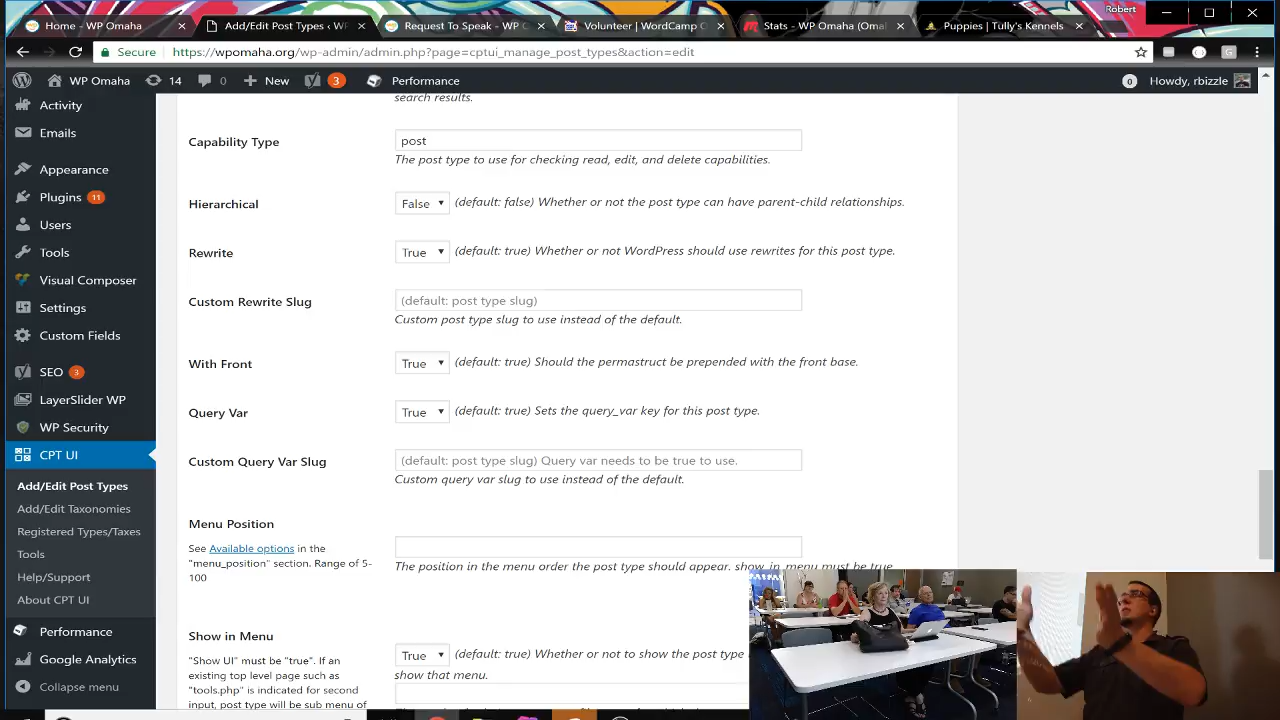 Robert
Home - WP Omaha
Add/Edit Post Types ‹ W
Request To Speak - WP C
Volunteer | WordCamp O
Stats - WP Omaha (Omal
Puppies | Tully's Kennels
Secure
https://wpomaha.org/wp-admin/admin.php?page=cptui_manage_post_types&action=edit
WP Omaha
14
0
New
3
Performance
0
Howdy, rbizzle
Activity
Emails
Appearance
Plugins 11
Users
Tools
Visual Composer
Settings
Custom Fields
SEO 3
LayerSlider WP
WP Security
CPT UI
Add/Edit Post Types
Add/Edit Taxonomies
Registered Types/Taxes
Tools
Help/Support
About CPT UI
Performance
Google Analytics
Collapse menu
search results.
Capability Type
post
The post type to use for checking read, edit, and delete capabilities.
Hierarchical
False
(default: false) Whether or not the post type can have parent-child relationships.
Rewrite
True
(default: true) Whether or not WordPress should use rewrites for this post type.
Custom Rewrite Slug
(default: post type slug)
Custom post type slug to use instead of the default.
With Front
True
(default: true) Should the permastruct be prepended with the front base.
Query Var
True
(default: true) Sets the query_var key for this post type.
Custom Query Var Slug
(default: post type slug) Query var needs to be true to use.
Custom query var slug to use instead of the default.
Menu Position
See Available options in the
"menu_position" section. Range of 5-
100
The position in the menu order the post type should appear. show_in_menu must be true
Show in Menu
"Show UI" must be "true". If an
existing top level page such as
"tools.php" is indicated for second
input, post type will be sub menu of
True
(default: true) Whether or not to show the post type
show that menu.